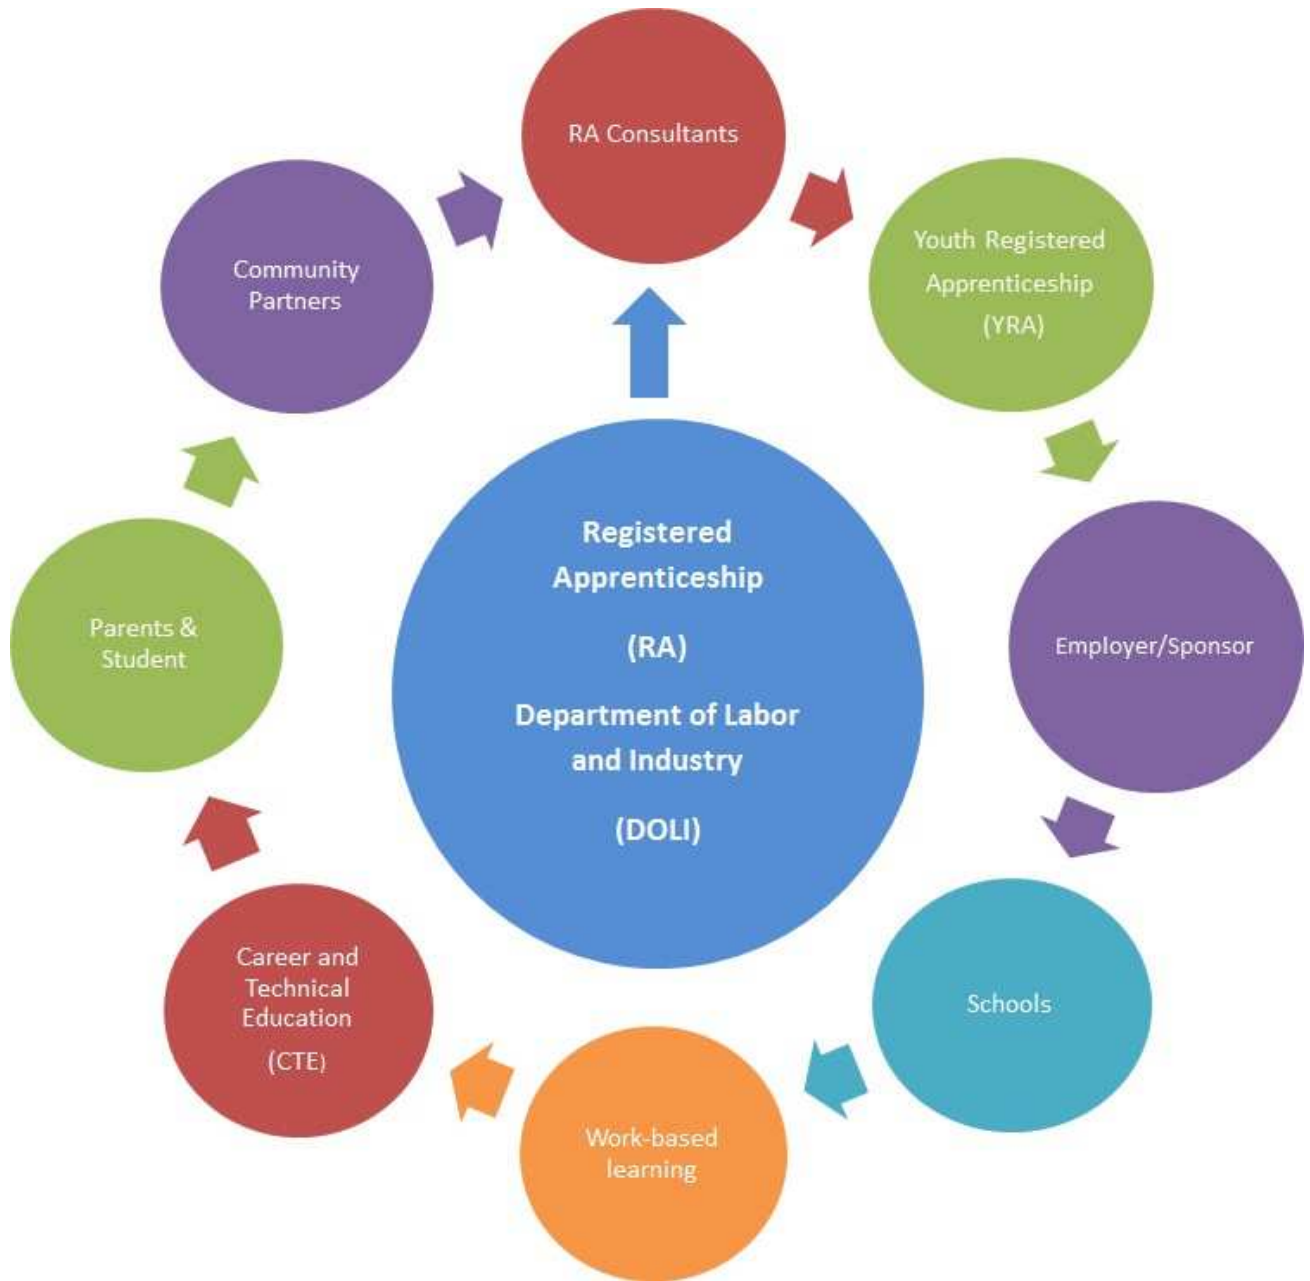 RA Consultants
Youth Registered
Apprenticeship
(YRA)
Employer/Sponsor
Schools
Work-based
learning
Career and
Technical
Education
(CTE)
Parents &
Student
Community
Partners
Registered
Apprenticeship
(RA)
Department of Labor
and Industry
(DOLI)